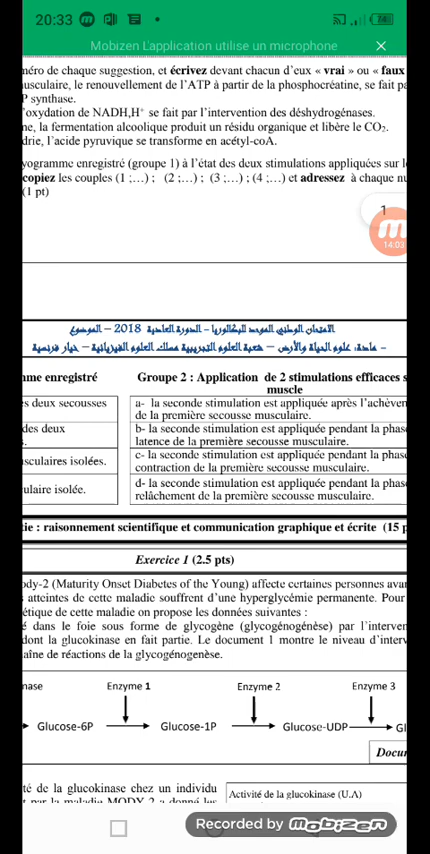 20:33
74
Mobizen L'application utilise un microphone ×
néro de chaque suggestion, et écrivez devant chacun d'eux « vrai » ou « faux
usculaire, le renouvellement de l'ATP à partir de la phosphocréatine, se fait pa
P synthase.
'oxydation de NADH,H⁺ se fait par l'intervention des déshydrogénases.
ne, la fermentation alcoolique produit un résidu organique et libère le CO₂.
drie, l'acide pyruvique se transforme en acétyl-coA.
yogramme enregistré (groupe 1) à l'état des deux stimulations appliquées sur l
copiez les couples (1 ;…) ; (2 ;…) ; (3 ;…) ; (4 ;…) et adressez à chaque nu
(1 pt)
1
14:03
الامتحان الوطني الموحد للبكالوريا - الدورة العادية 2018 – الموضوع
- مادة: علوم الحياة والأرض – شعبة العلوم التجريبية مسلك العلوم الفيزيائية – خيار فرنسية
mme enregistré
Groupe 2 : Application de 2 stimulations efficaces s
muscle
es deux secousses
a- la seconde stimulation est appliquée après l'achèven
de la première secousse musculaire.
des deux
s.
b- la seconde stimulation est appliquée pendant la phase
latence de la première secousse musculaire.
usculaires isolées.
c- la seconde stimulation est appliquée pendant la phase
contraction de la première secousse musculaire.
ulaire isolée.
d- la seconde stimulation est appliquée pendant la phase
relâchement de la première secousse musculaire.
tie : raisonnement scientifique et communication graphique et écrite (15 p
Exercice 1 (2.5 pts)
ody-2 (Maturity Onset Diabetes of the Young) affecte certaines personnes avar
atteintes de cette maladie souffrent d'une hyperglycémie permanente. Pour
étique de cette maladie on propose les données suivantes :
é dans le foie sous forme de glycogène (glycogénogénèse) par l'interven
dont la glucokinase en fait partie. Le document 1 montre le niveau d'interv
aîne de réactions de la glycogénogenèse.
nase
Enzyme 1
Enzyme 2
Enzyme 3
Glucose-6P
Glucose-1P
Glucose-UDP
Gl
Docur
té de la glucokinase chez un individu
Activité de la glucokinase (U.A)
t par la maladie MODY 2 a donné les
Recorded by mobizen